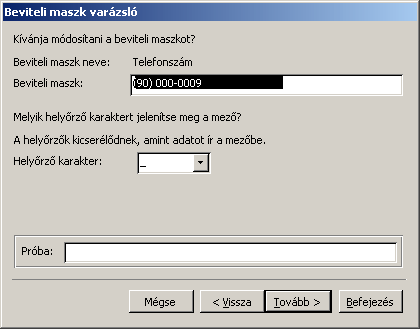 Beviteli maszk varázsló
Kívánja módosítani a beviteli maszkot?
Beviteli maszk neve: Telefonszám
Beviteli maszk: (90) 000-0009
Melyik helyőrző karaktert jelenítse meg a mező?
A helyőrzők kicserélődnek, amint adatot ír a mezőbe.
Helyőrző karakter: _
Próba:
Mégse < Vissza Tovább > Befejezés